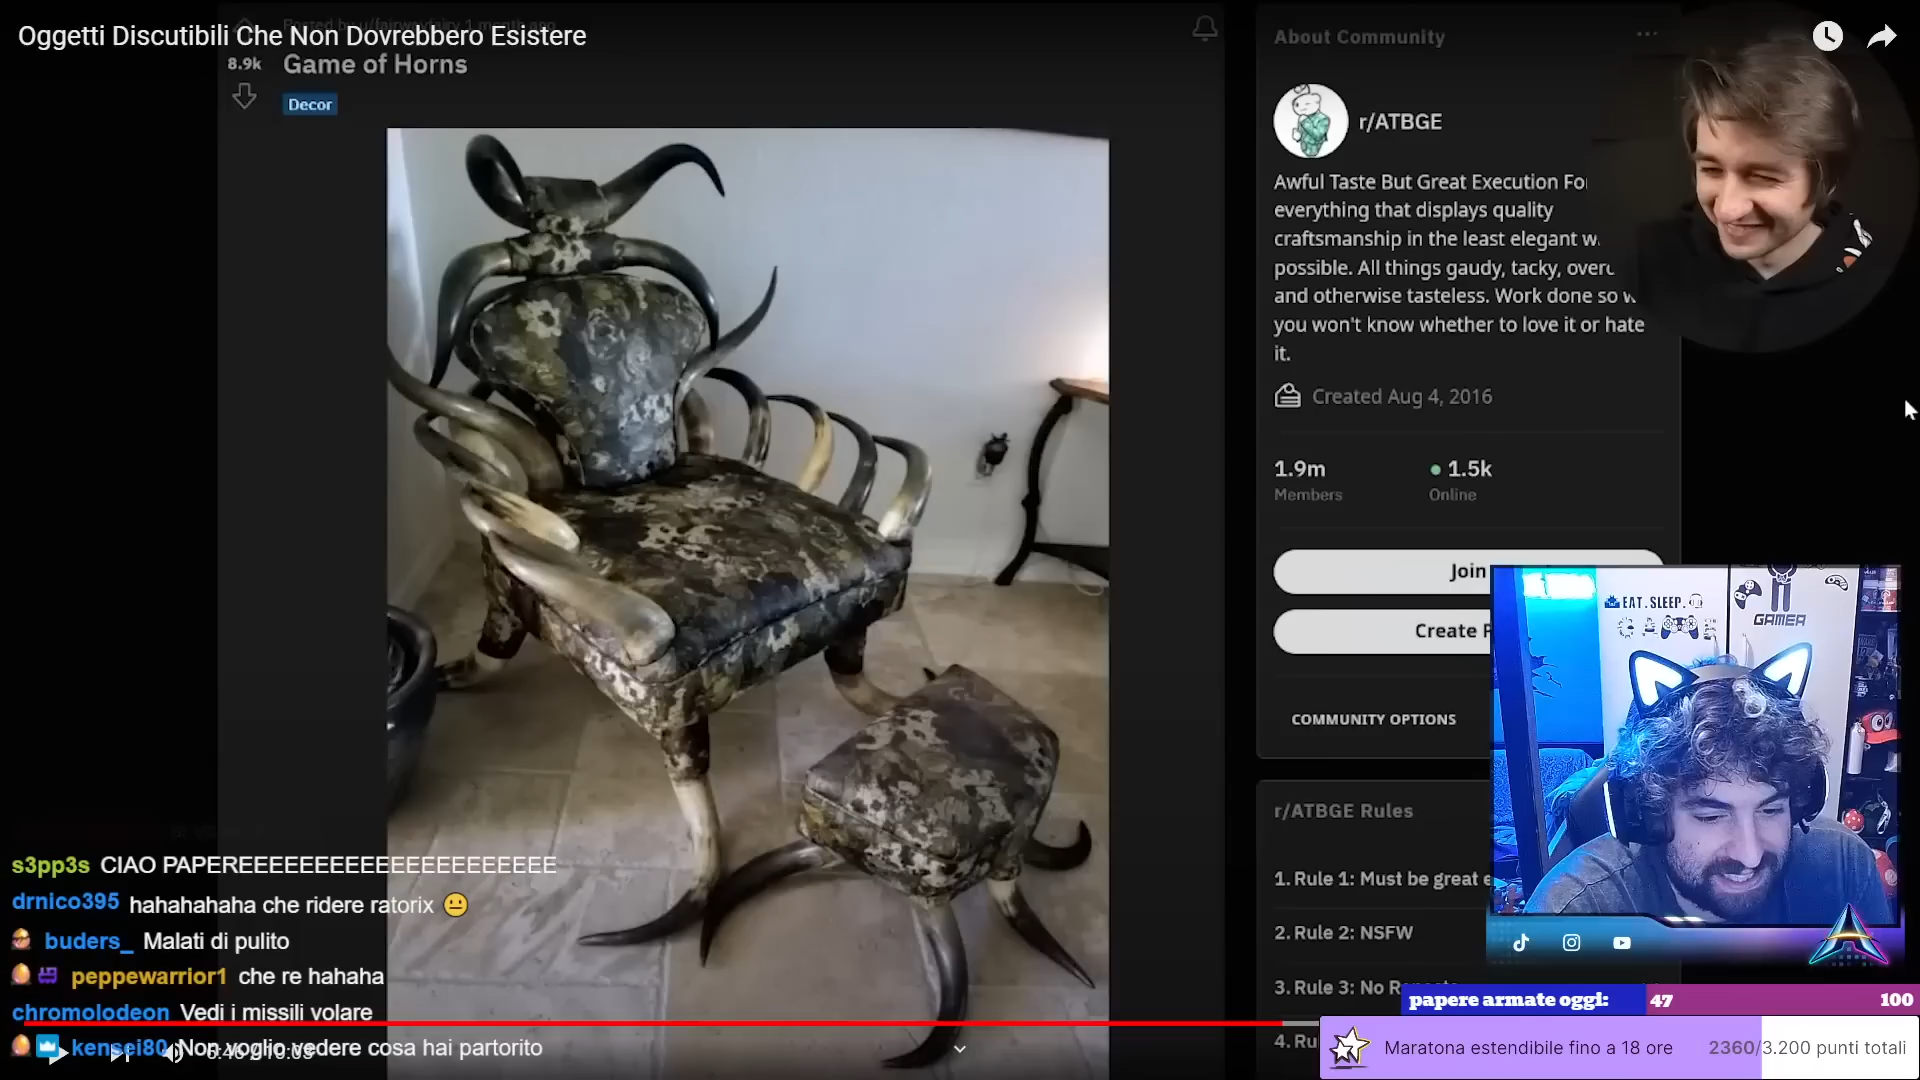 Oggetti Discutibili Che Non Dovrebbero Esistere
8.9k
Game of Horns
Decor
About Community
r/ATBGE
Awful Taste But Great Execution For
everything that displays quality
craftsmanship in the least elegant
possible. All things gaudy, tacky,
and otherwise tasteless. Work done so
you won't know whether to love it or hate
it.
Created Aug 4, 2016
1.9m
1.5k
Members
Online
Join
Create
COMMUNITY OPTIONS
r/ATBGE Rules
1. Rule 1: Must be great
2. Rule 2: NSFW
3. Rule 3: No
4.
EAT.SLEEP.
GAMER
s3pp3s CIAO PAPEREEEEEEEEEEEEEEEEEEEEE
drnico395 hahahahaha che ridere ratorix
buders_ Malati di pulito
peppewarrior1 che re hahaha
chromolodeon Vedi i missili volare
kensei80 Non voglio vedere cosa hai partorito
papere armate oggi: 47 100
Maratona estendibile fino a 18 ore 2360/3.200 punti totali